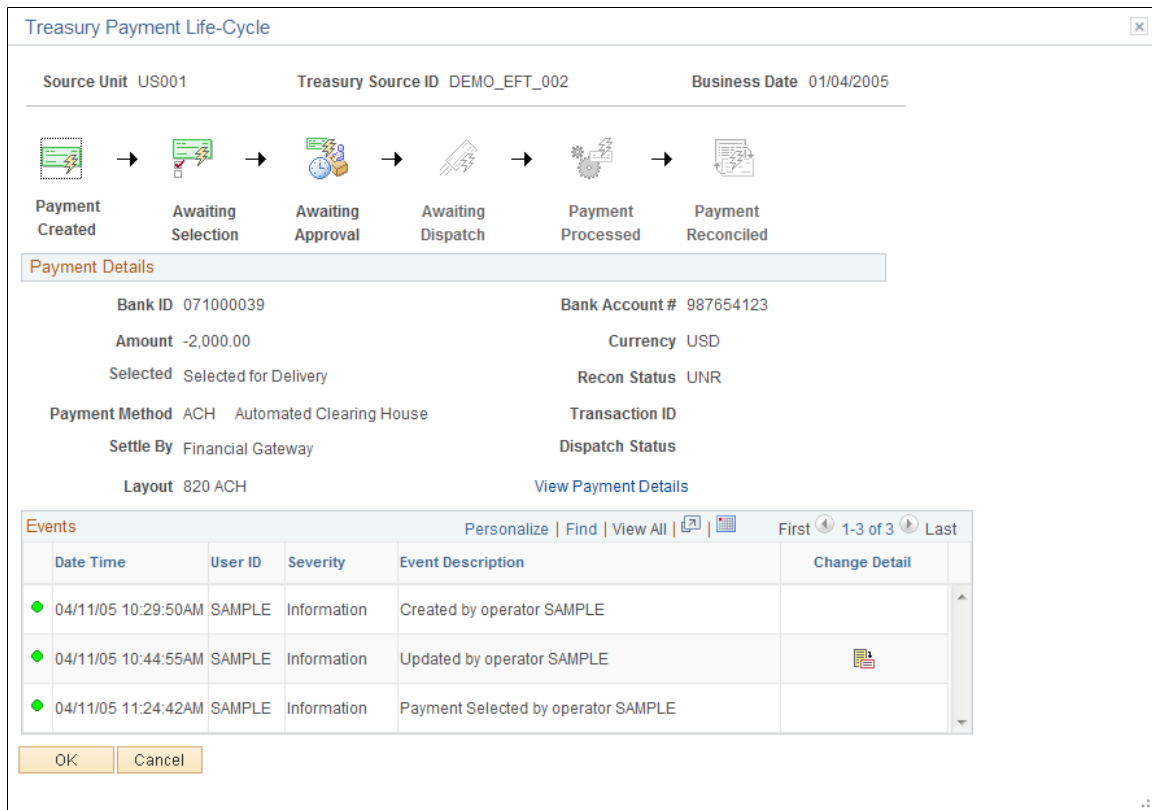 Treasury Payment Life-Cycle
Source Unit US001 Treasury Source ID DEMO_EFT_002 Business Date 01/04/2005
Payment Created
Awaiting Selection
Awaiting Approval
Awaiting Dispatch
Payment Processed
Payment Reconciled
Payment Details
Bank ID 071000039 Bank Account # 987654123
Amount -2,000.00 Currency USD
Selected Selected for Delivery Recon Status UNR
Payment Method ACH Automated Clearing House Transaction ID
Settle By Financial Gateway Dispatch Status
Layout 820 ACH View Payment Details
Events Personalize | Find | View All | | First 1-3 of 3 Last
Date Time User ID Severity Event Description Change Detail
04/11/05 10:29:50AM SAMPLE Information Created by operator SAMPLE
04/11/05 10:44:55AM SAMPLE Information Updated by operator SAMPLE
04/11/05 11:24:42AM SAMPLE Information Payment Selected by operator SAMPLE
OK Cancel